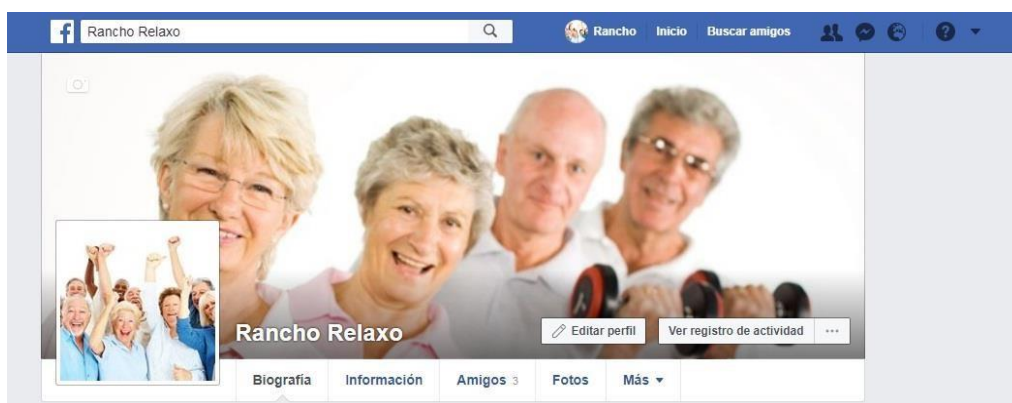 f Rancho Relaxo
Rancho Inicio Buscar amigos ?
Rancho Relaxo
Editar perfil Ver registro de actividad ...
Biografía Información Amigos 3 Fotos Más